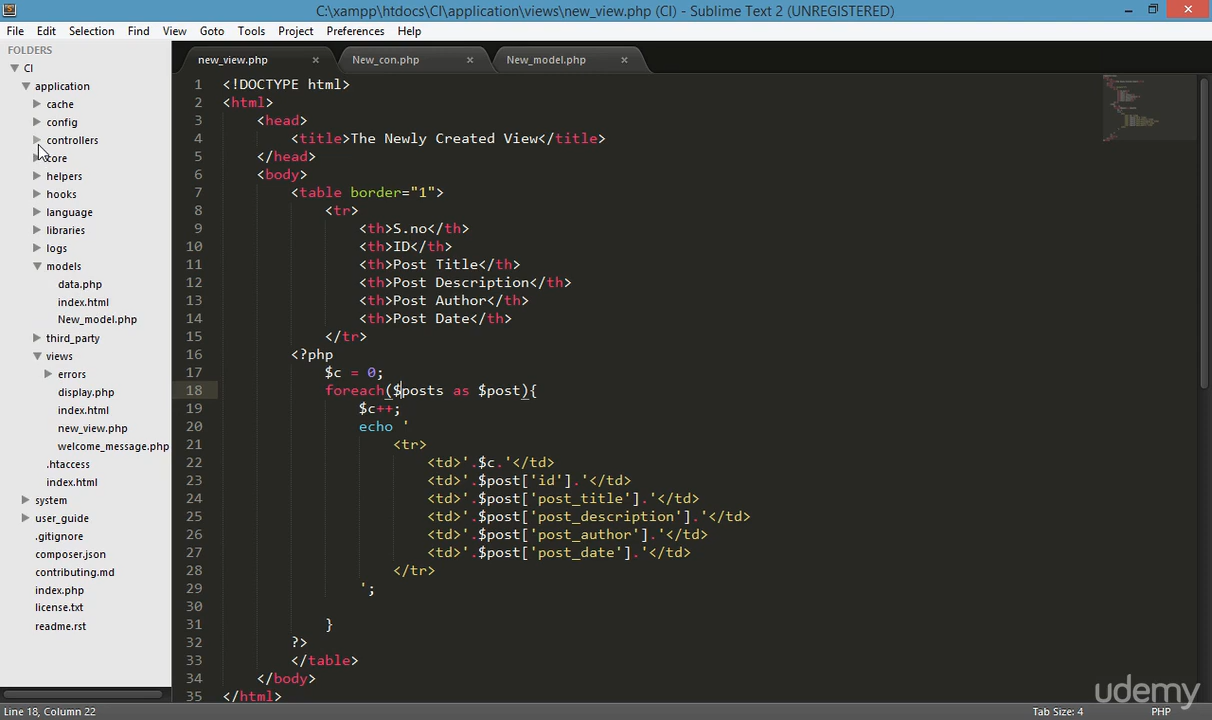 C:\xampp\htdocs\CI\application\views\new_view.php (CI) - Sublime Text 2 (UNREGISTERED)
File Edit Selection Find View Goto Tools Project Preferences Help
FOLDERS
CI
application
cache
config
controllers
core
helpers
hooks
language
libraries
logs
models
data.php
index.html
New_model.php
third_party
views
errors
display.php
index.html
new_view.php
welcome_message.php
.htaccess
index.html
system
user_guide
.gitignore
composer.json
contributing.md
index.php
license.txt
readme.rst
new_view.php × New_con.php × New_model.php ×
1 <!DOCTYPE html>
2 <html>
3 <head>
4 <title>The Newly Created View</title>
5 </head>
6 <body>
7 <table border="1">
8 <tr>
9 <th>S.no</th>
10 <th>ID</th>
11 <th>Post Title</th>
12 <th>Post Description</th>
13 <th>Post Author</th>
14 <th>Post Date</th>
15 </tr>
16 <?php
17 $c = 0;
18 foreach($posts as $post){
19 $c++;
20 echo '
21 <tr>
22 <td>'.$c.'</td>
23 <td>'.$post['id'].'</td>
24 <td>'.$post['post_title'].'</td>
25 <td>'.$post['post_description'].'</td>
26 <td>'.$post['post_author'].'</td>
27 <td>'.$post['post_date'].'</td>
28 </tr>
29 ';
30
31 }
32 ?>
33 </table>
34 </body>
35 </html>
udemy
Line 18, Column 22 Tab Size: 4 PHP